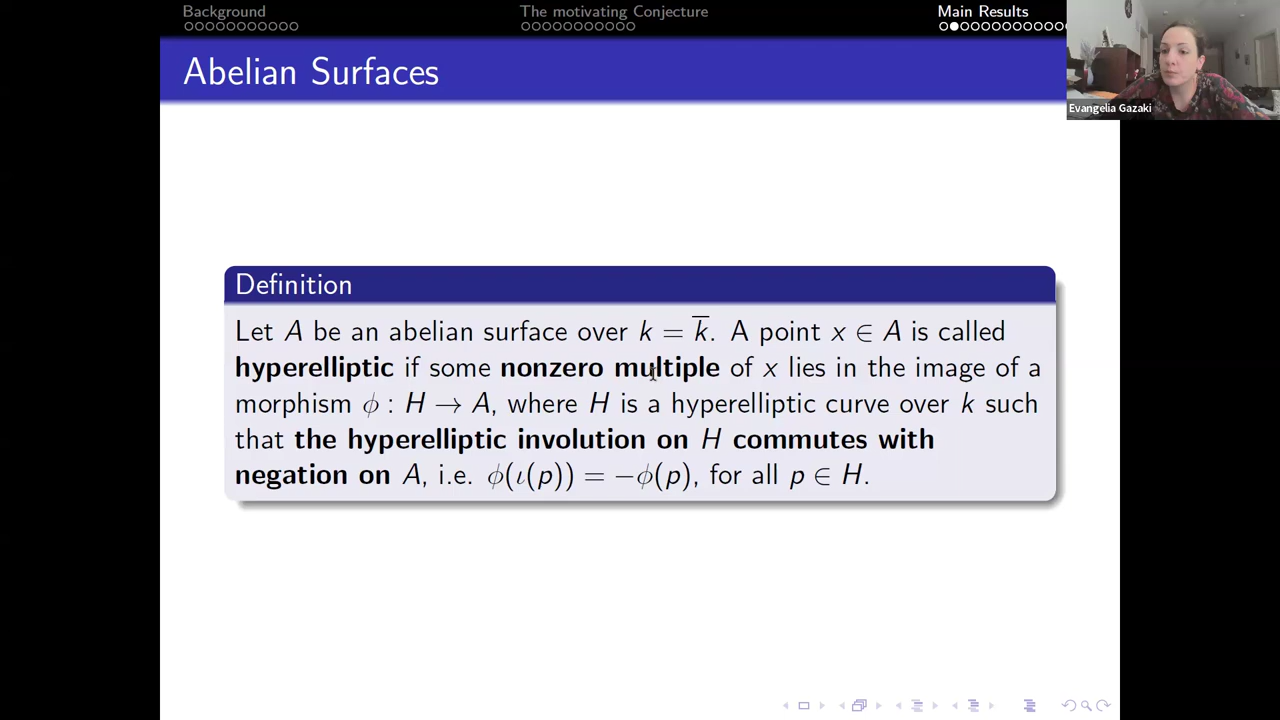 Background
The motivating Conjecture
Main Results
Abelian Surfaces
Evangelia Gazaki
Definition
Let A be an abelian surface over k = k̅. A point x ∈ A is called
hyperelliptic if some nonzero multiple of x lies in the image of a
morphism ϕ : H → A, where H is a hyperelliptic curve over k such
that the hyperelliptic involution on H commutes with
negation on A, i.e. ϕ(ι(p)) = −ϕ(p), for all p ∈ H.